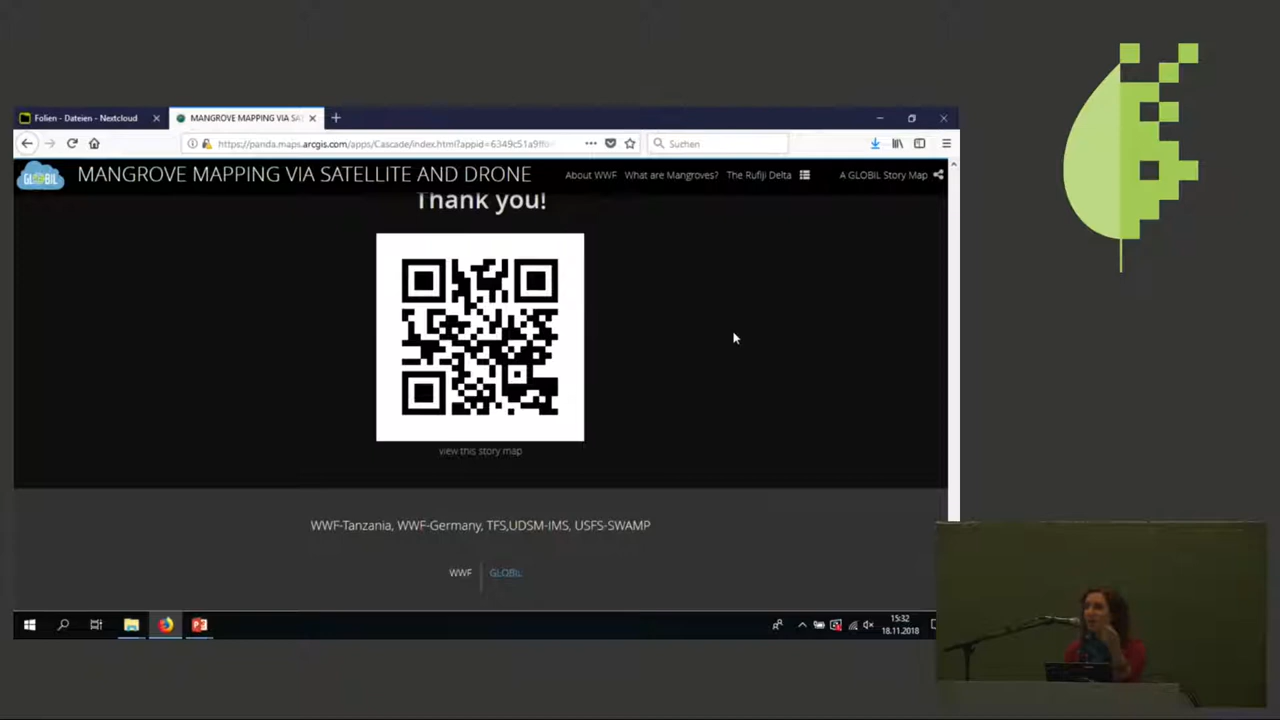 Folien - Dateien - Nextcloud
MANGROVE MAPPING VIA SA
https://panda.maps.arcgis.com/apps/Cascade/index.html?appid=6349c51a9ff
Suchen
GLOBIL
MANGROVE MAPPING VIA SATELLITE AND DRONE
About WWF
What are Mangroves?
The Rufiji Delta
A GLOBIL Story Map
Thank you!
view this story map
WWF-Tanzania, WWF-Germany, TFS,UDSM-IMS, USFS-SWAMP
WWF
GLOBIL
15:32
18.11.2018